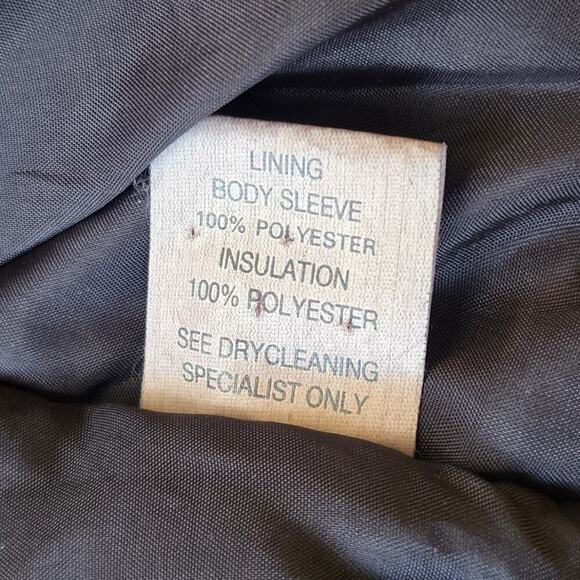 LINING
BODY SLEEVE
100% POLYESTER
INSULATION
100% POLYESTER
SEE DRYCLEANING
SPECIALIST ONLY